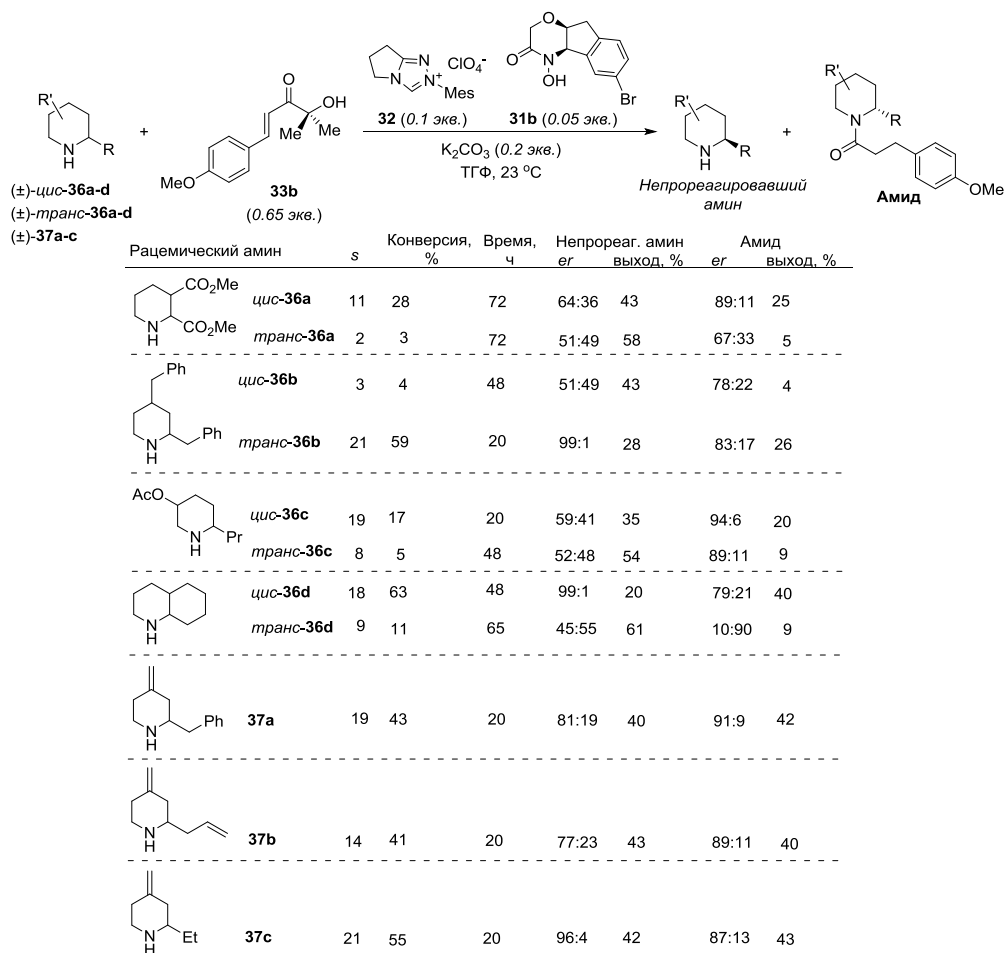 R'
N
H
R
(±)-цис-36a-d
(±)-транс-36a-d
(±)-37a-c
+
O
OH
Me
Me
MeO
33b
(0.65 экв.)
N
N
N+
Mes
ClO4-
32 (0.1 экв.)
O
O
N
OH
Br
31b (0.05 экв.)
K2CO3 (0.2 экв.)
ТГФ, 23 ºC
R'
N
H
R
Непрореагировавший
амин
+
R'
N
R
O
OMe
Амид
Рацемический амин s Конверсия, % Время, ч Непрореаг. амин er выход, % Амид er выход, %
CO2Me
CO2Me
N
H
цис-36a 11 28 72 64:36 43 89:11 25
транс-36a 2 3 72 51:49 58 67:33 5
Ph
Ph
N
H
цис-36b 3 4 48 51:49 43 78:22 4
транс-36b 21 59 20 99:1 28 83:17 26
AcO
N
H
Pr
цис-36c 19 17 20 59:41 35 94:6 20
транс-36c 8 5 48 52:48 54 89:11 9
N
H
цис-36d 18 63 48 99:1 20 79:21 40
транс-36d 9 11 65 45:55 61 10:90 9
N
H
Ph
37a 19 43 20 81:19 40 91:9 42
N
H
37b 14 41 20 77:23 43 89:11 40
N
H
Et
37c 21 55 20 96:4 42 87:13 43